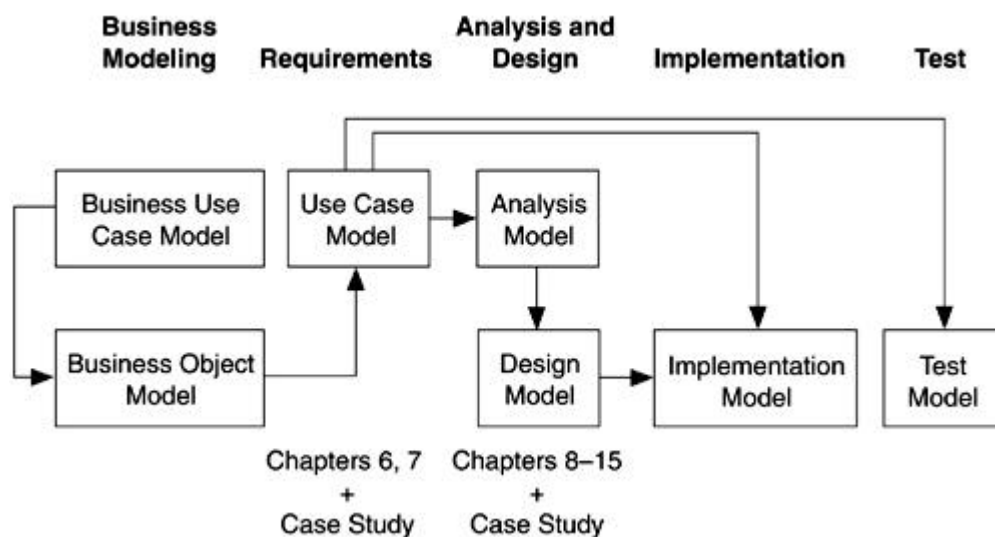 Business
Modeling
Requirements
Analysis and
Design
Implementation
Test
Business Use
Case Model
Use Case
Model
Analysis
Model
Business Object
Model
Design
Model
Implementation
Model
Test
Model
Chapters 6, 7
+
Case Study
Chapters 8–15
+
Case Study